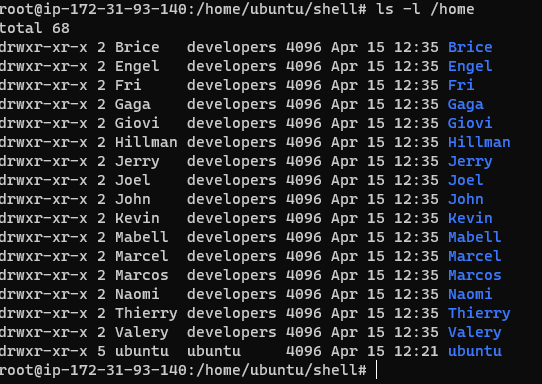 root@ip-172-31-93-140:/home/ubuntu/shell# ls -l /home
total 68
drwxr-xr-x 2 Brice   developers 4096 Apr 15 12:35 Brice
drwxr-xr-x 2 Engel   developers 4096 Apr 15 12:35 Engel
drwxr-xr-x 2 Fri     developers 4096 Apr 15 12:35 Fri
drwxr-xr-x 2 Gaga    developers 4096 Apr 15 12:35 Gaga
drwxr-xr-x 2 Giovi   developers 4096 Apr 15 12:35 Giovi
drwxr-xr-x 2 Hillman developers 4096 Apr 15 12:35 Hillman
drwxr-xr-x 2 Jerry   developers 4096 Apr 15 12:35 Jerry
drwxr-xr-x 2 Joel    developers 4096 Apr 15 12:35 Joel
drwxr-xr-x 2 John    developers 4096 Apr 15 12:35 John
drwxr-xr-x 2 Kevin   developers 4096 Apr 15 12:35 Kevin
drwxr-xr-x 2 Mabell  developers 4096 Apr 15 12:35 Mabell
drwxr-xr-x 2 Marcel  developers 4096 Apr 15 12:35 Marcel
drwxr-xr-x 2 Marcos  developers 4096 Apr 15 12:35 Marcos
drwxr-xr-x 2 Naomi   developers 4096 Apr 15 12:35 Naomi
drwxr-xr-x 2 Thierry developers 4096 Apr 15 12:35 Thierry
drwxr-xr-x 2 Valery  developers 4096 Apr 15 12:35 Valery
drwxr-xr-x 5 ubuntu  ubuntu     4096 Apr 15 12:21 ubuntu
root@ip-172-31-93-140:/home/ubuntu/shell#